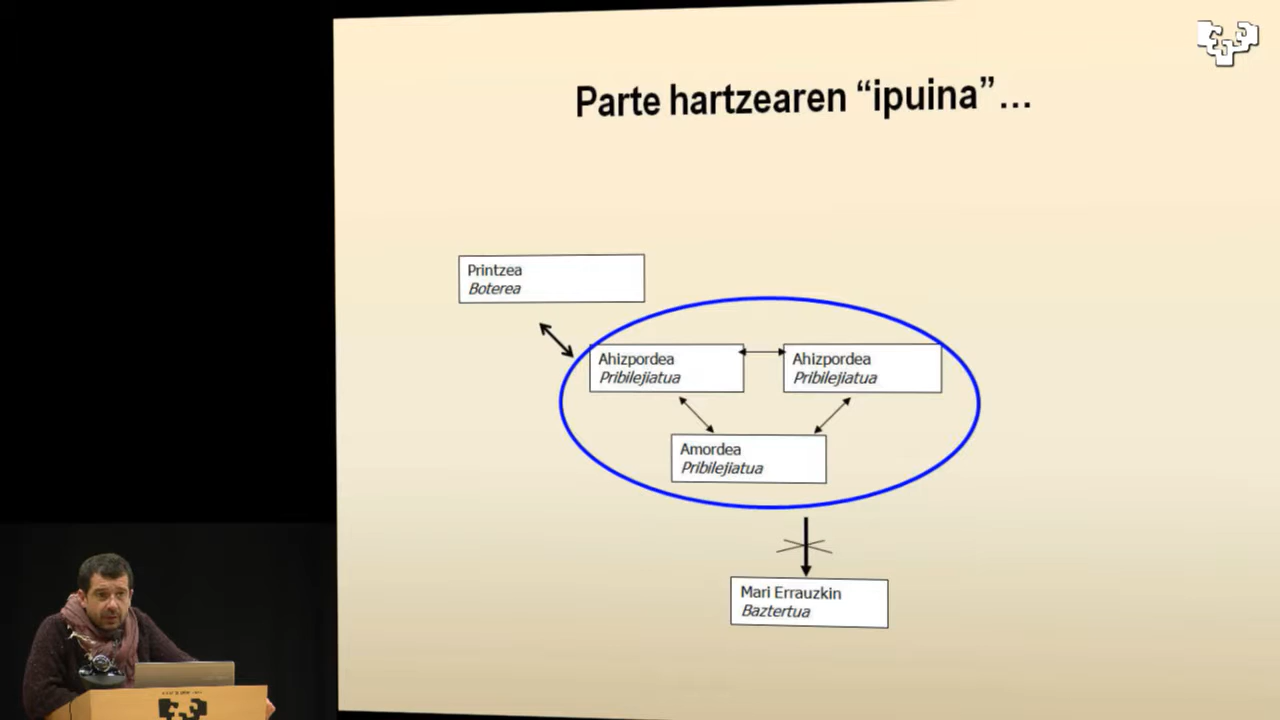 Parte hartzearen “ipuina”...
Printzea
Boterea
Ahizpordea
Pribilejiatua
Ahizpordea
Pribilejiatua
Amordea
Pribilejiatua
Mari Errauzkin
Baztertua